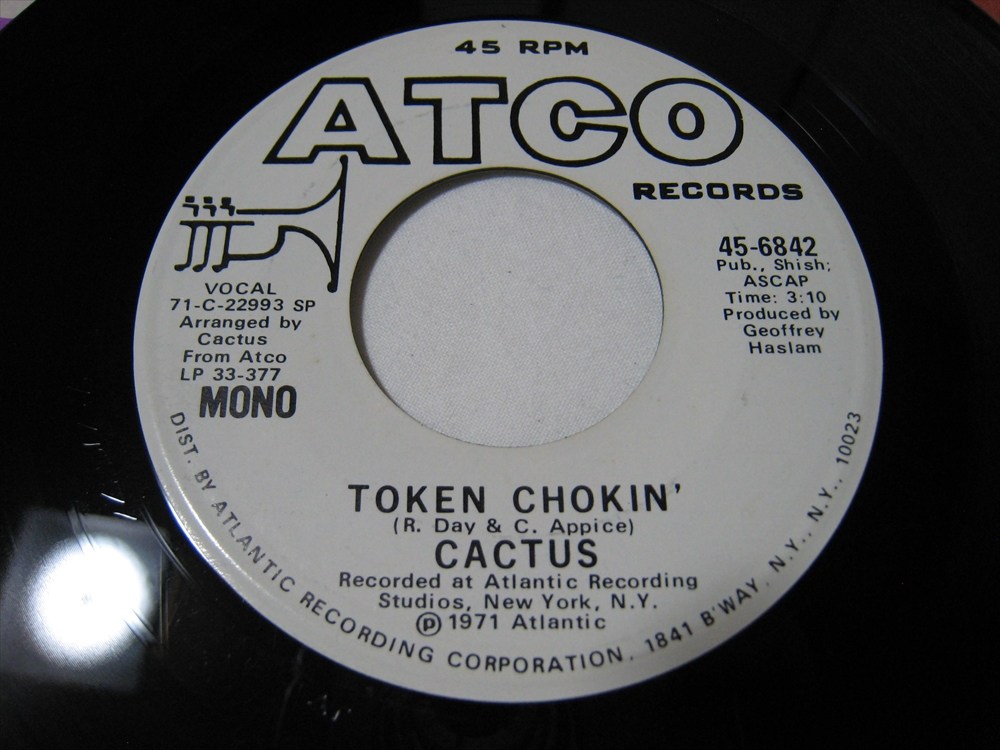 45 RPM
ATCO
RECORDS
VOCAL
71-C-22993 SP
Arranged by
Cactus
From Atco
LP 33-377
MONO
45-6842
Pub., Shish;
ASCAP
Time: 3:10
Produced by
Geoffrey
Haslam
TOKEN CHOKIN'
(R. Day & C. Appice)
CACTUS
Recorded at Atlantic Recording
Studios, New York, N.Y.
℗ 1971 Atlantic
DIST. BY ATLANTIC RECORDING CORPORATION, 1841 B'WAY, N.Y., N.Y., 10023